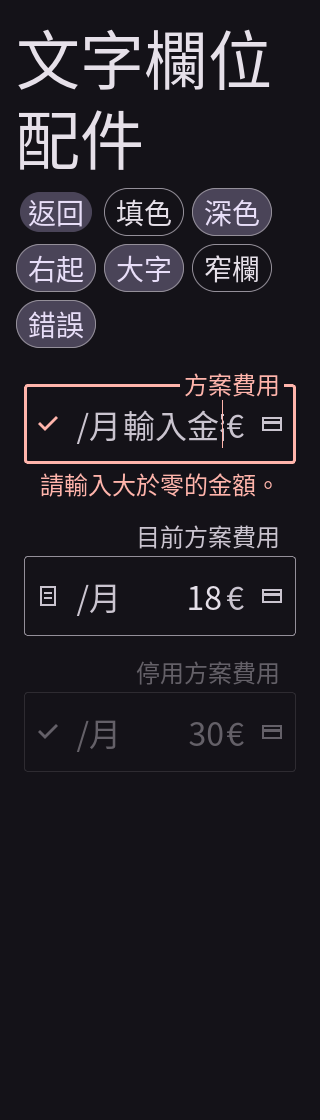 文字欄位
配件
返回 填色 深色
右起 大字 窄欄
錯誤
方案費用
/月 輸入金 €
請輸入大於零的金額。
目前方案費用
/月 18 €
停用方案費用
/月 30 €